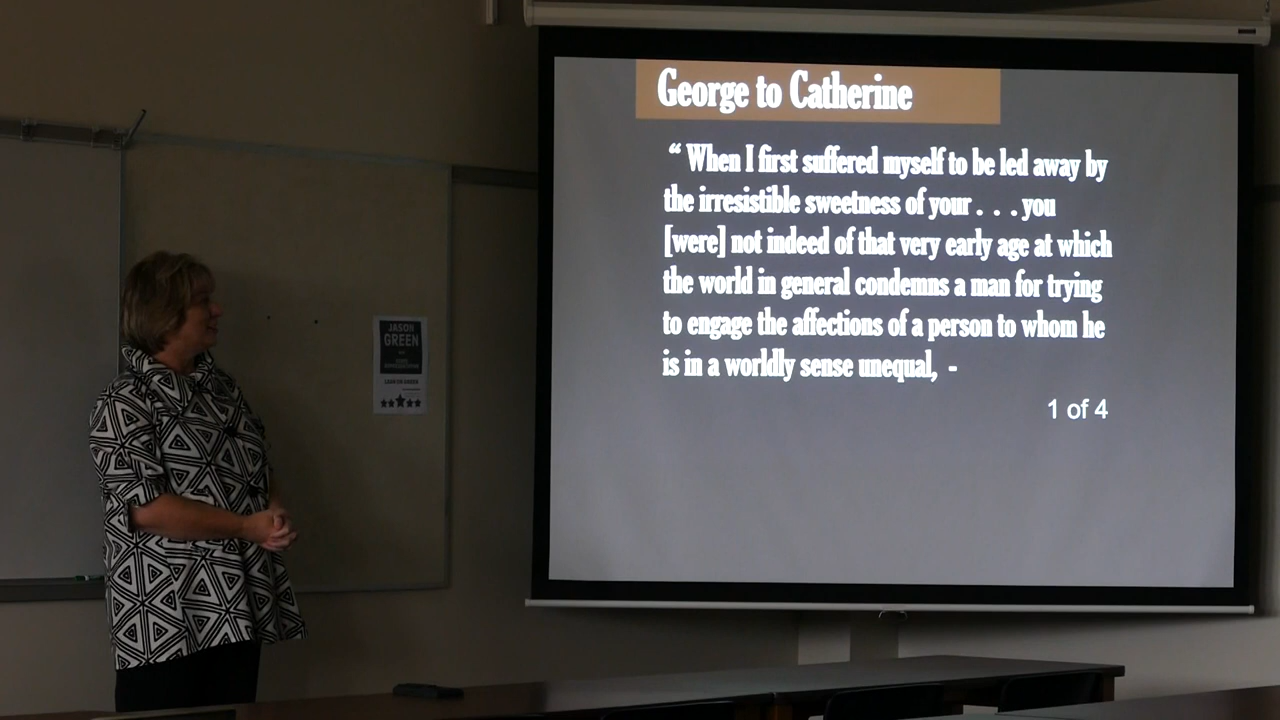 George to Catherine
“ When I first suffered myself to be led away by
the irresistible sweetness of your . . . you
[were] not indeed of that very early age at which
the world in general condemns a man for trying
to engage the affections of a person to whom he
is in a worldly sense unequal, -
1 of 4
JASON
GREEN